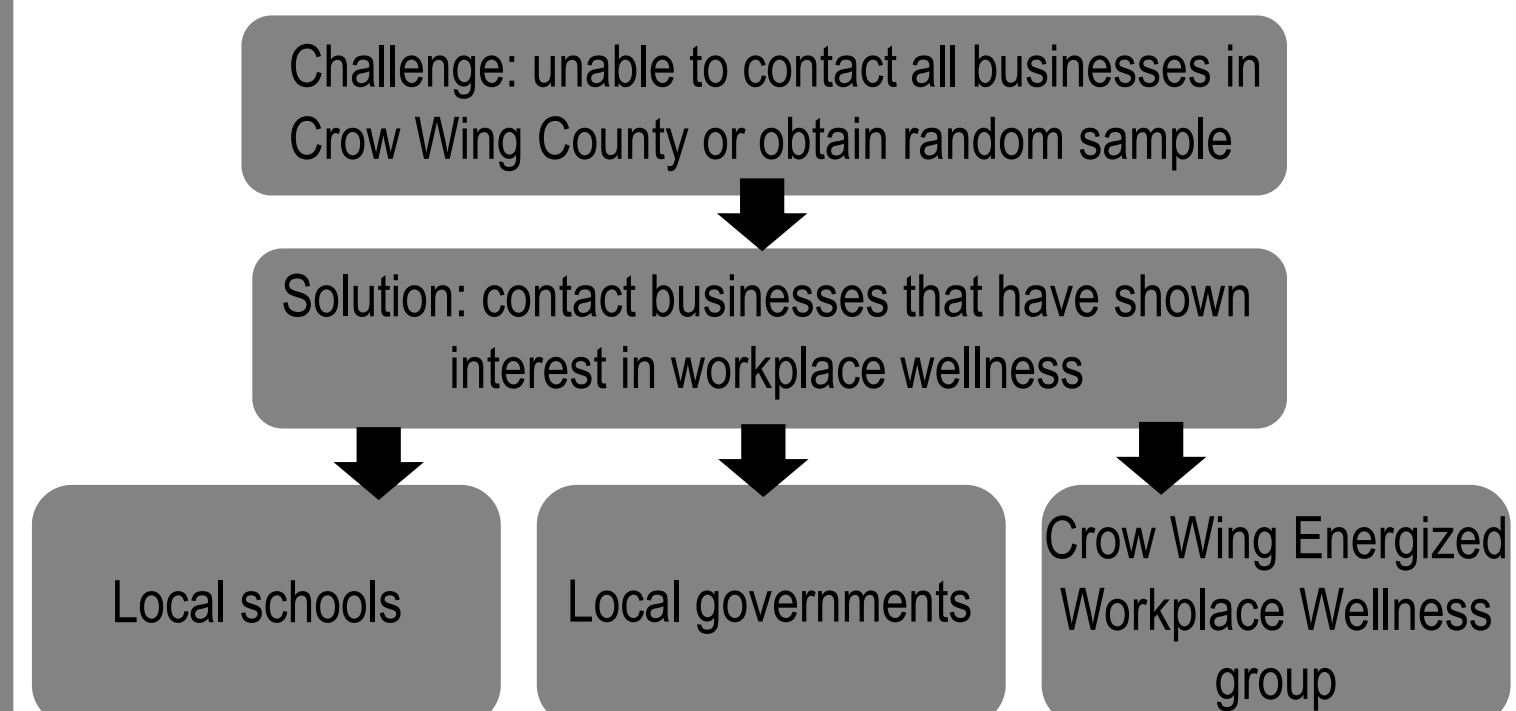 Challenge: unable to contact all businesses in
Crow Wing County or obtain random sample
Solution: contact businesses that have shown
interest in workplace wellness
Local schools
Local governments
Crow Wing Energized
Workplace Wellness
group